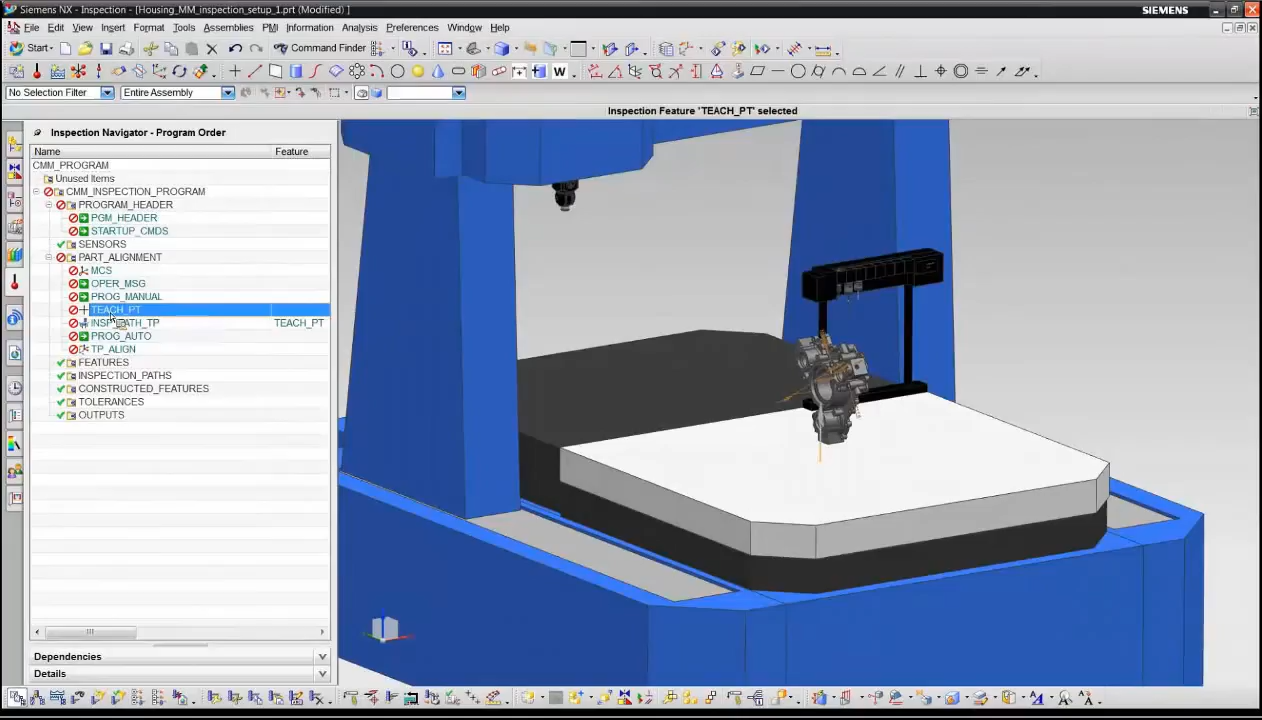 Siemens NX - Inspection - [Housing_MM_inspection_setup_1.prt (Modified) ]
SIEMENS
File Edit View Insert Format Tools Assemblies PMI Information Analysis Preferences Window Help
Start Command Finder
W
No Selection Filter Entire Assembly
Inspection Feature 'TEACH_PT' selected
Inspection Navigator - Program Order
Name Feature
CMM_PROGRAM
Unused Items
CMM_INSPECTION_PROGRAM
PROGRAM_HEADER
PGM_HEADER
STARTUP_CMDS
SENSORS
PART_ALIGNMENT
MCS
OPER_MSG
PROG_MANUAL
TEACH_PT
TEACH_PT
PROG_AUTO
TP_ALIGN
FEATURES
INSPECTION_PATHS
CONSTRUCTED_FEATURES
TOLERANCES
OUTPUTS
Dependencies
Details